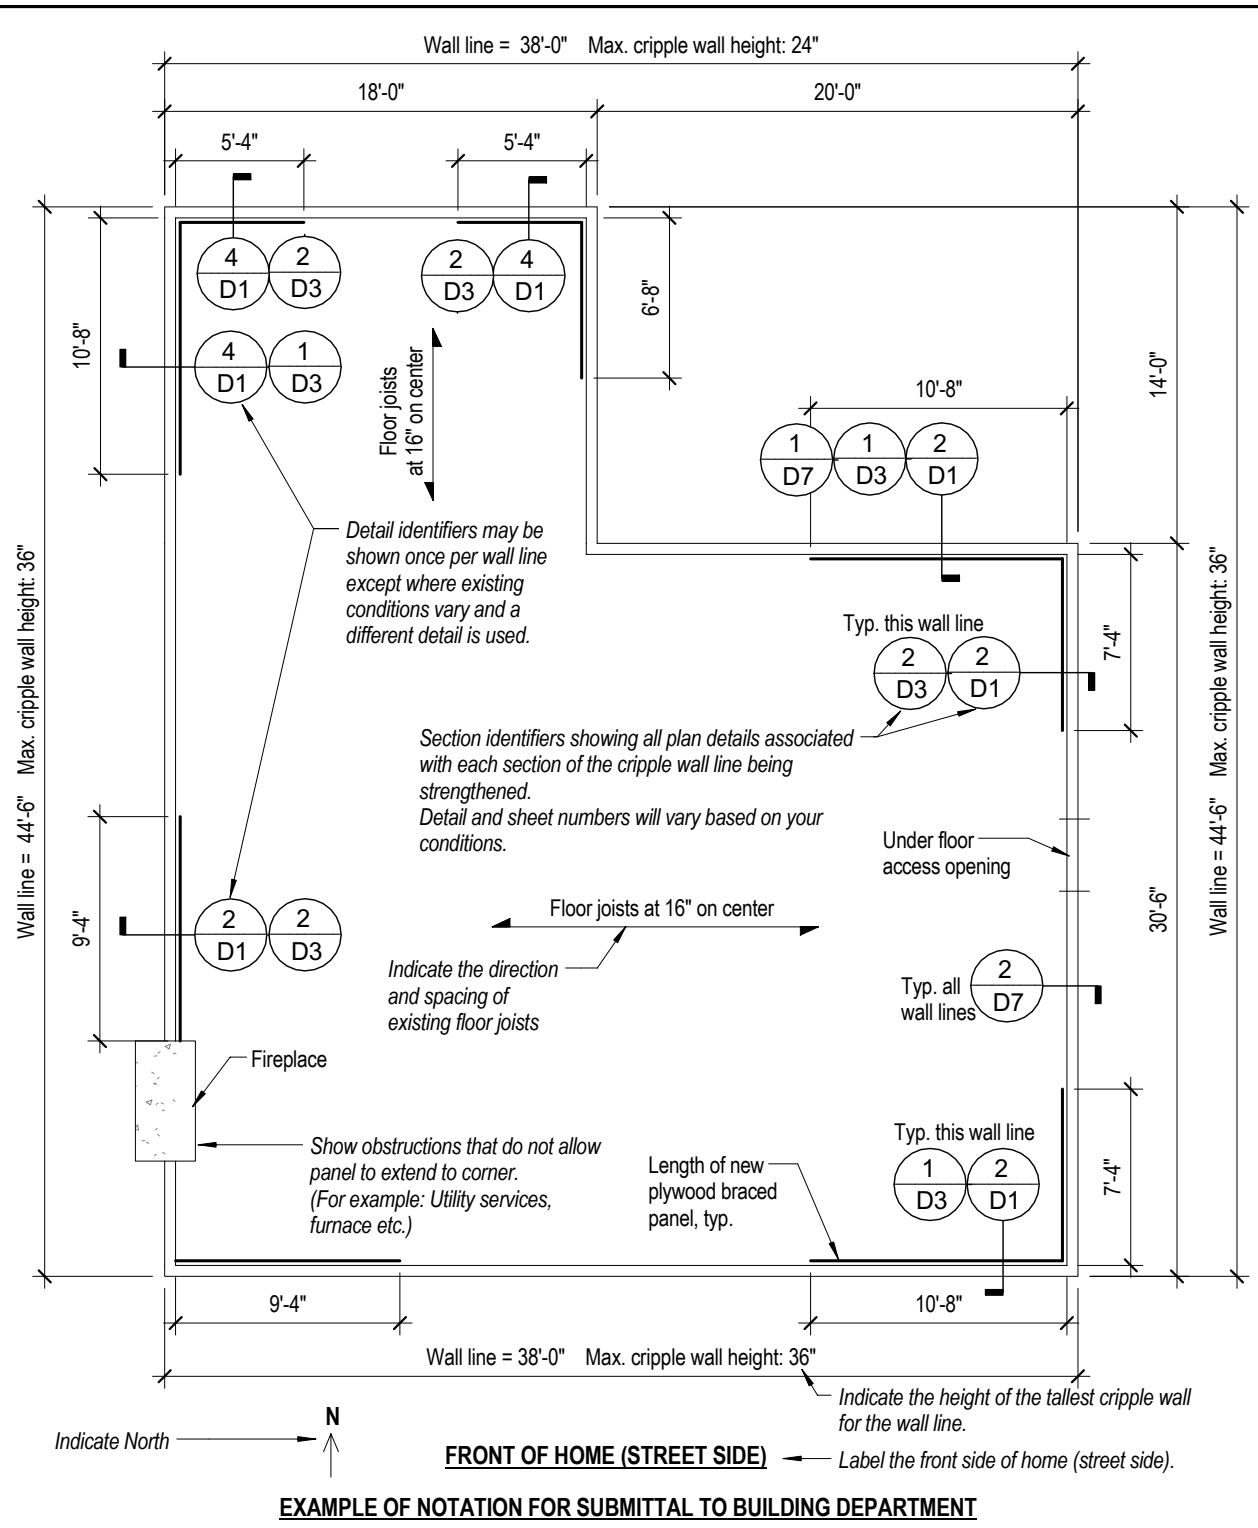 Wall line = 38'-0" Max. cripple wall height: 24"
18'-0"
20'-0"
5'-4"
5'-4"
4
D1
2
D3
2
D3
4
D1
6'-8"
10'-8"
4
D1
1
D3
Floor joists
at 16" on center
14'-0"
10'-8"
1
D7
1
D3
2
D1
Detail identifiers may be
shown once per wall line
except where existing
conditions vary and a
different detail is used.
Wall line = 44'-6" Max. cripple wall height: 36"
Wall line = 44'-6" Max. cripple wall height: 36"
Typ. this wall line
2
D3
2
D1
7'-4"
Section identifiers showing all plan details associated
with each section of the cripple wall line being
strengthened.
Detail and sheet numbers will vary based on your
conditions.
Under floor
access opening
30'-6"
9'-4"
2
D1
2
D3
Floor joists at 16" on center
Indicate the direction
and spacing of
existing floor joists
Typ. all
wall lines
2
D7
Fireplace
Show obstructions that do not allow
panel to extend to corner.
(For example: Utility services,
furnace etc.)
Length of new
plywood braced
panel, typ.
Typ. this wall line
1
D3
2
D1
7'-4"
9'-4"
10'-8"
Wall line = 38'-0" Max. cripple wall height: 36"
Indicate the height of the tallest cripple wall
for the wall line.
N
Indicate North
FRONT OF HOME (STREET SIDE)
Label the front side of home (street side).
EXAMPLE OF NOTATION FOR SUBMITTAL TO BUILDING DEPARTMENT